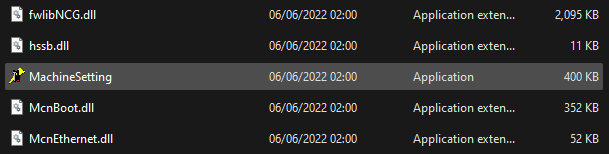 fwlibNCG.dll 06/06/2022 02:00 Application exten... 2,095 KB
hssb.dll 06/06/2022 02:00 Application exten... 11 KB
MachineSetting 06/06/2022 02:00 Application 400 KB
McnBoot.dll 06/06/2022 02:00 Application exten... 352 KB
McnEthernet.dll 06/06/2022 02:00 Application exten... 52 KB